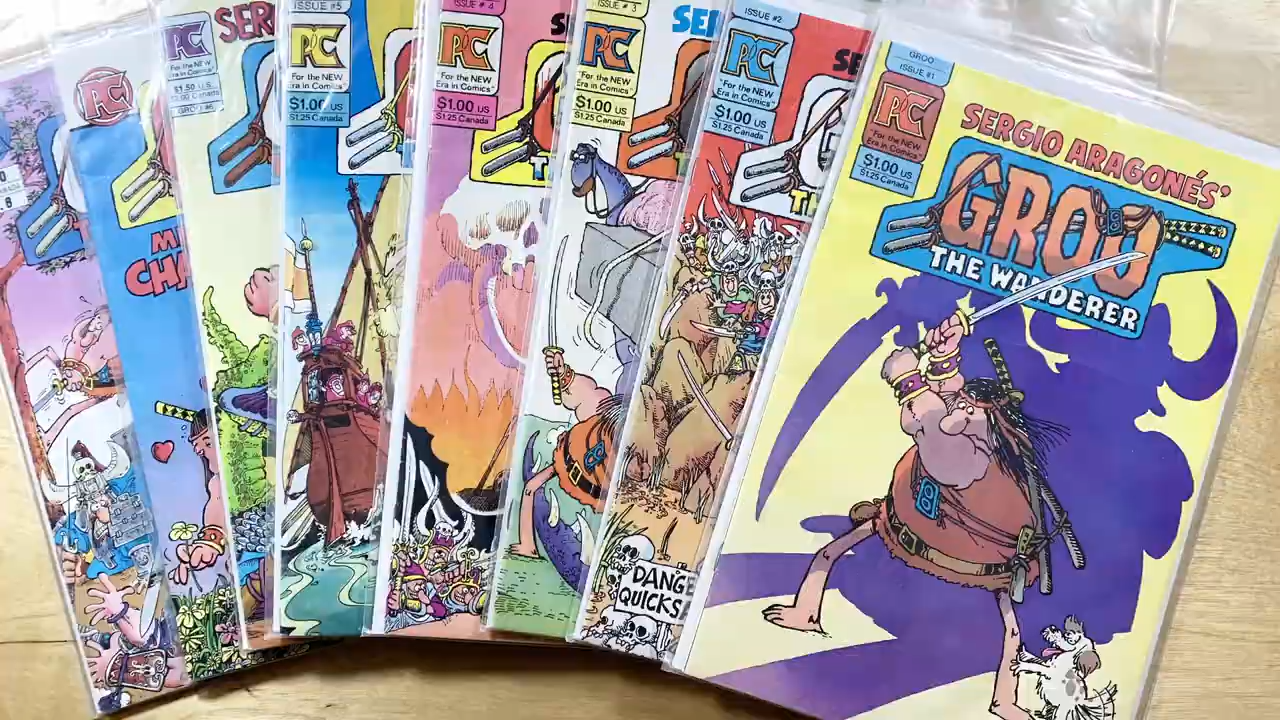 GROO
ISSUE #1
PC
"For the NEW
Era in Comics"
$1.00 US
$1.25 Canada
SERGIO ARAGONÉS'
GROO
THE WANDERER
ISSUE #2
PC
"For the NEW
Era in Comics"
$1.00 US
$1.25 Canada
SE
DANGE
QUICKS
ISSUE #3
PC
"For the NEW
Era in Comics"
$1.00 US
$1.25 Canada
SE
ISSUE #4
PC
"For the NEW
Era in Comics"
$1.00 US
$1.25 Canada
ISSUE #5
PC
"For the NEW
Era in Comics"
$1.00 US
$1.25 Canada
PC
$1.50 U.S.
SER
PC
CHA